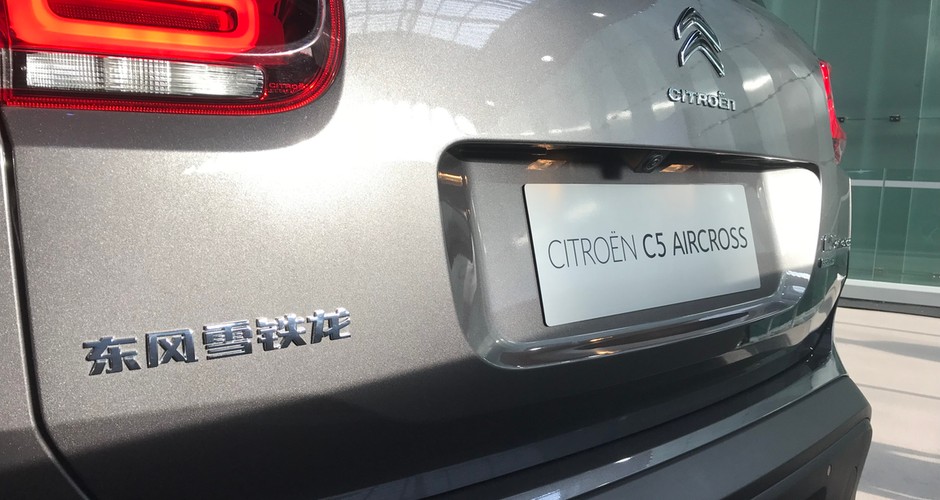 CITROËN
CITROËN C5 AIRCROSS
东风雪铁龙